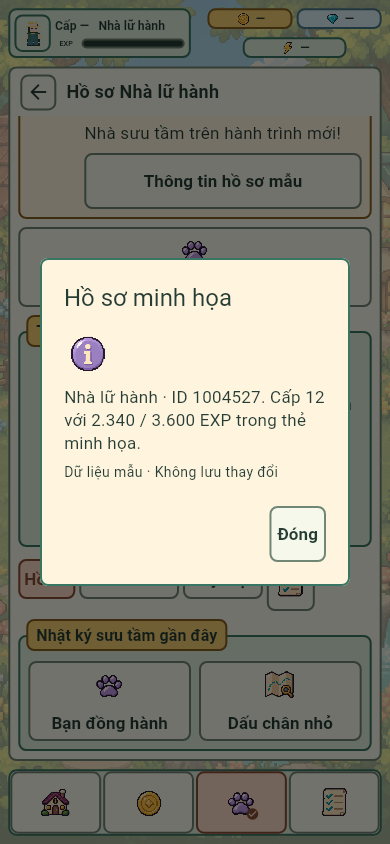 Cấp —
Nhà lữ hành
EXP
—
—
—
Hồ sơ Nhà lữ hành
Nhà sưu tầm trên hành trình mới!
Thông tin hồ sơ mẫu
Hồ sơ minh họa
Nhà lữ hành · ID 1004527. Cấp 12
với 2.340 / 3.600 EXP trong thẻ
minh họa.
Dữ liệu mẫu · Không lưu thay đổi
Đóng
Nhật ký sưu tầm gần đây
Bạn đồng hành
Dấu chân nhỏ